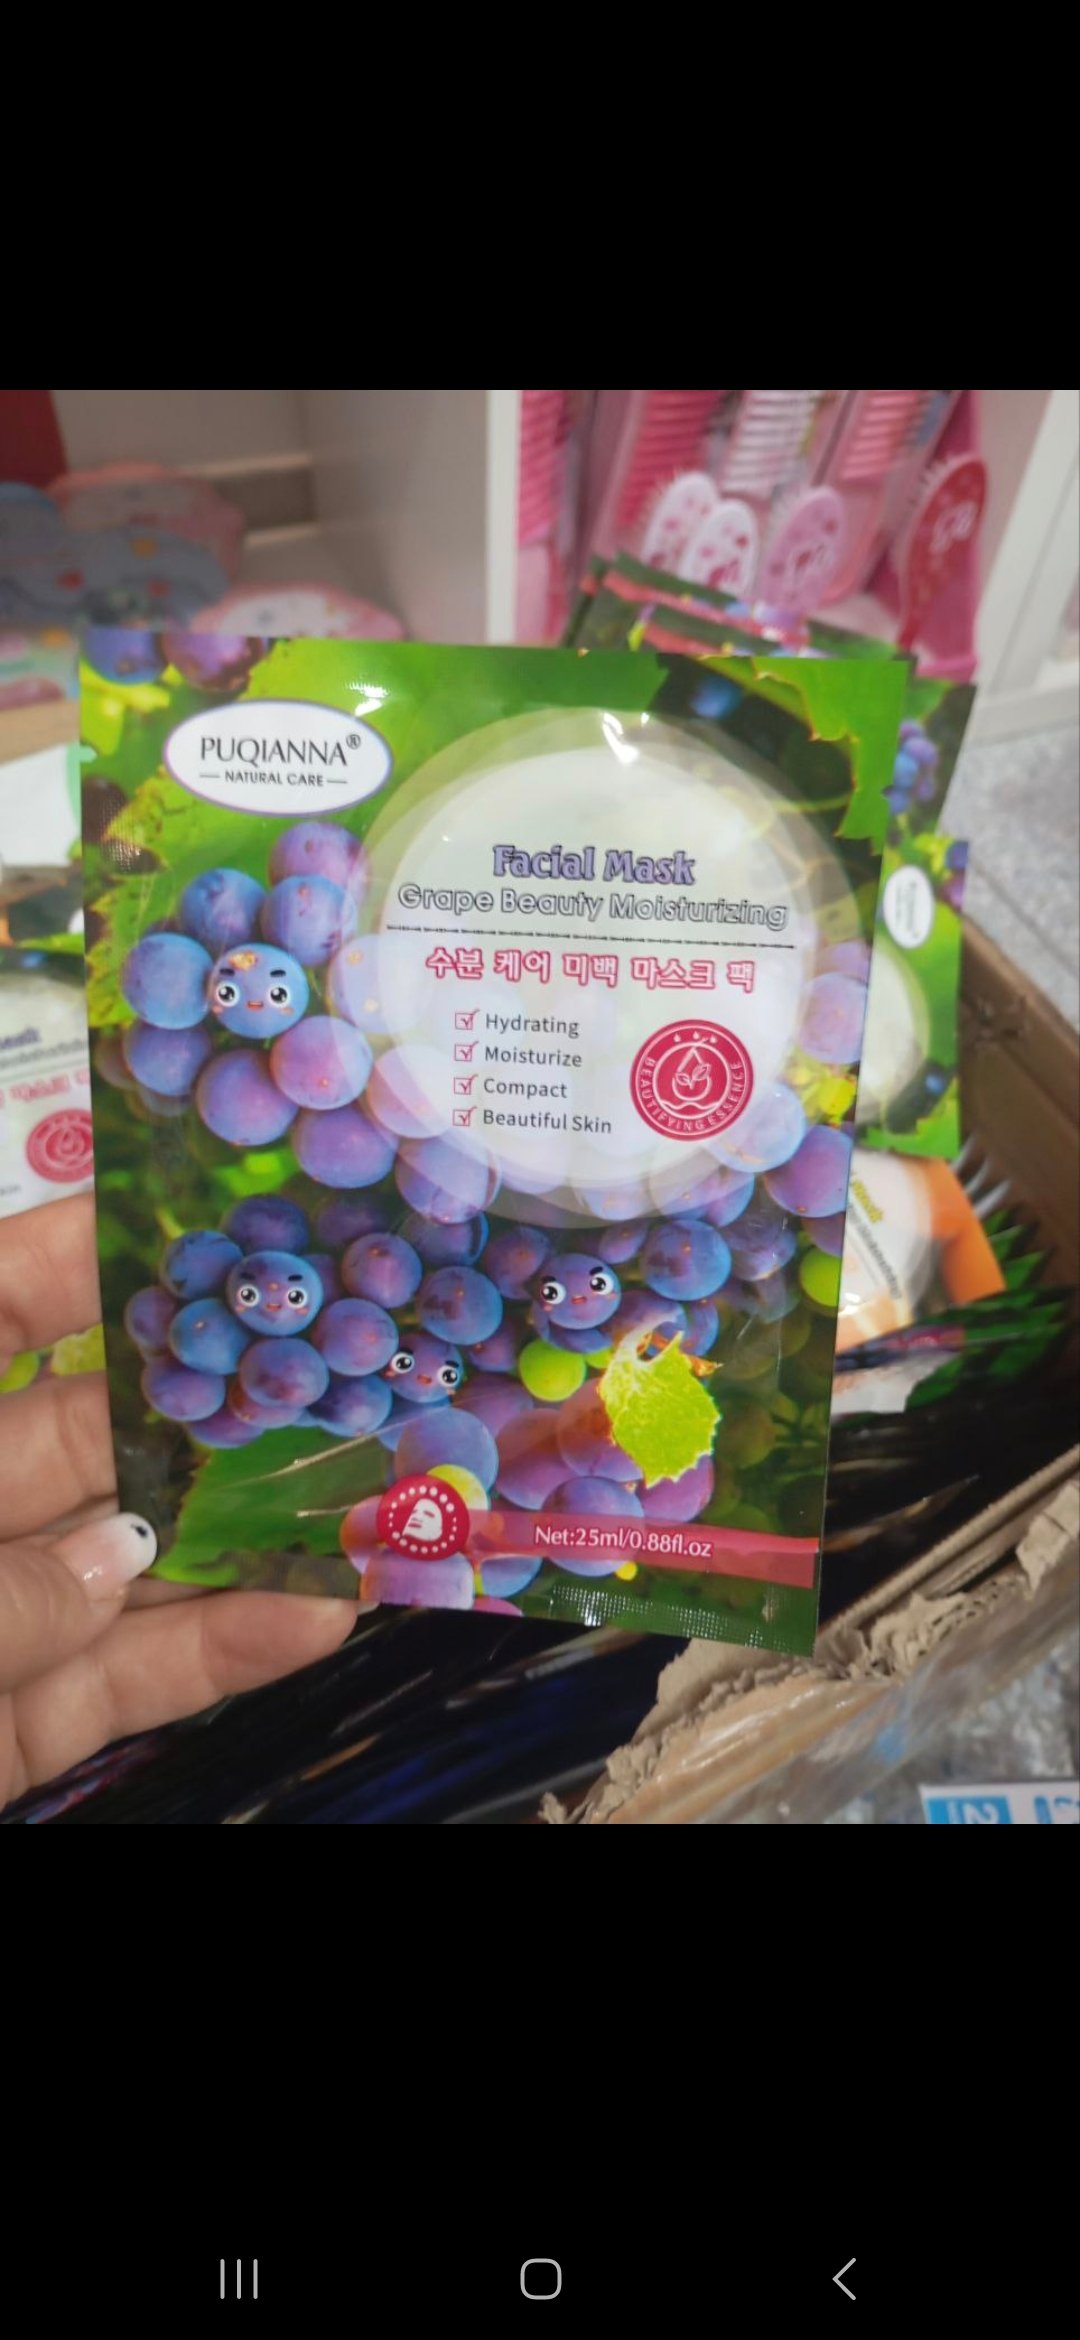 PUQIANNA®
NATURAL CARE
Facial Mask
Grape Beauty Moisturizing
수분 케어 미백 마스크 팩
Hydrating
Moisturize
Compact
Beautiful Skin
BEAUTIFYING ESSENCE
Net:25ml/0.88fl.oz